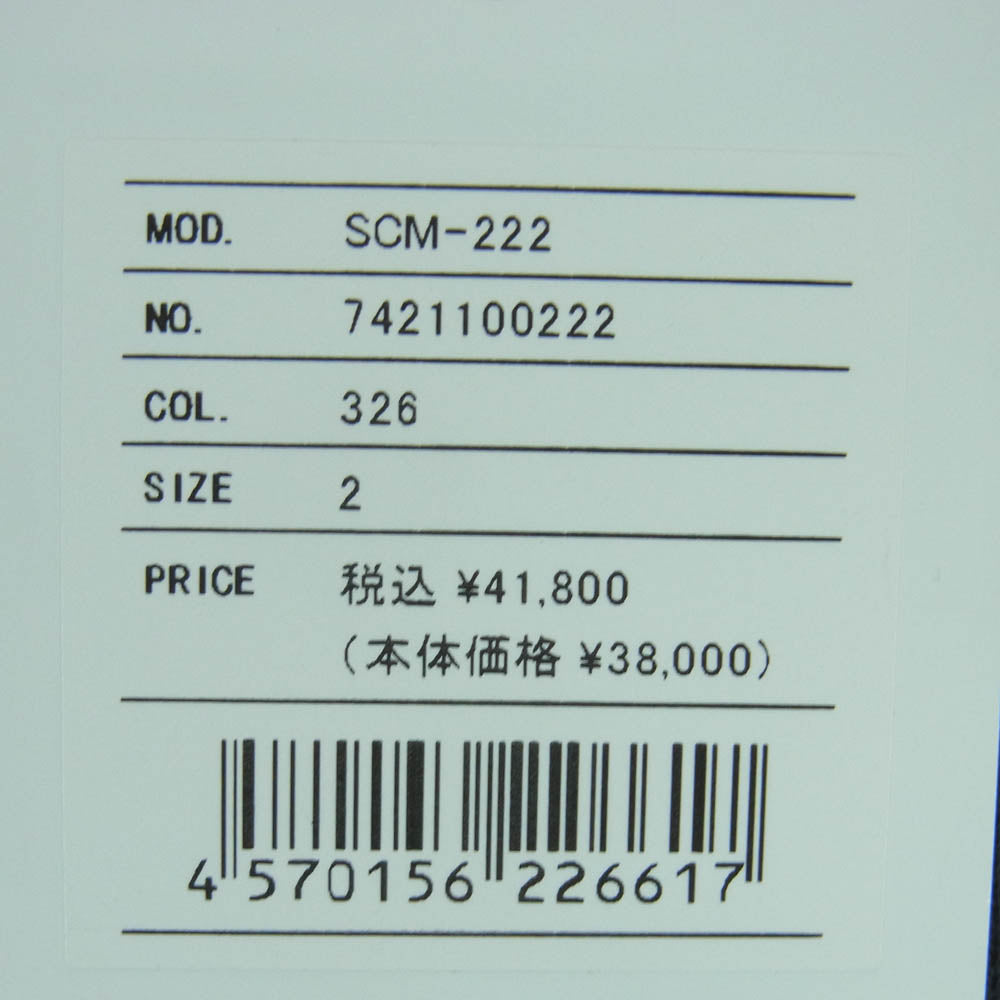 MOD. SCM-222
NO. 7421100222
COL. 326
SIZE 2
PRICE 税込 ¥41,800
(本体価格 ¥38,000)
4 570156 226617